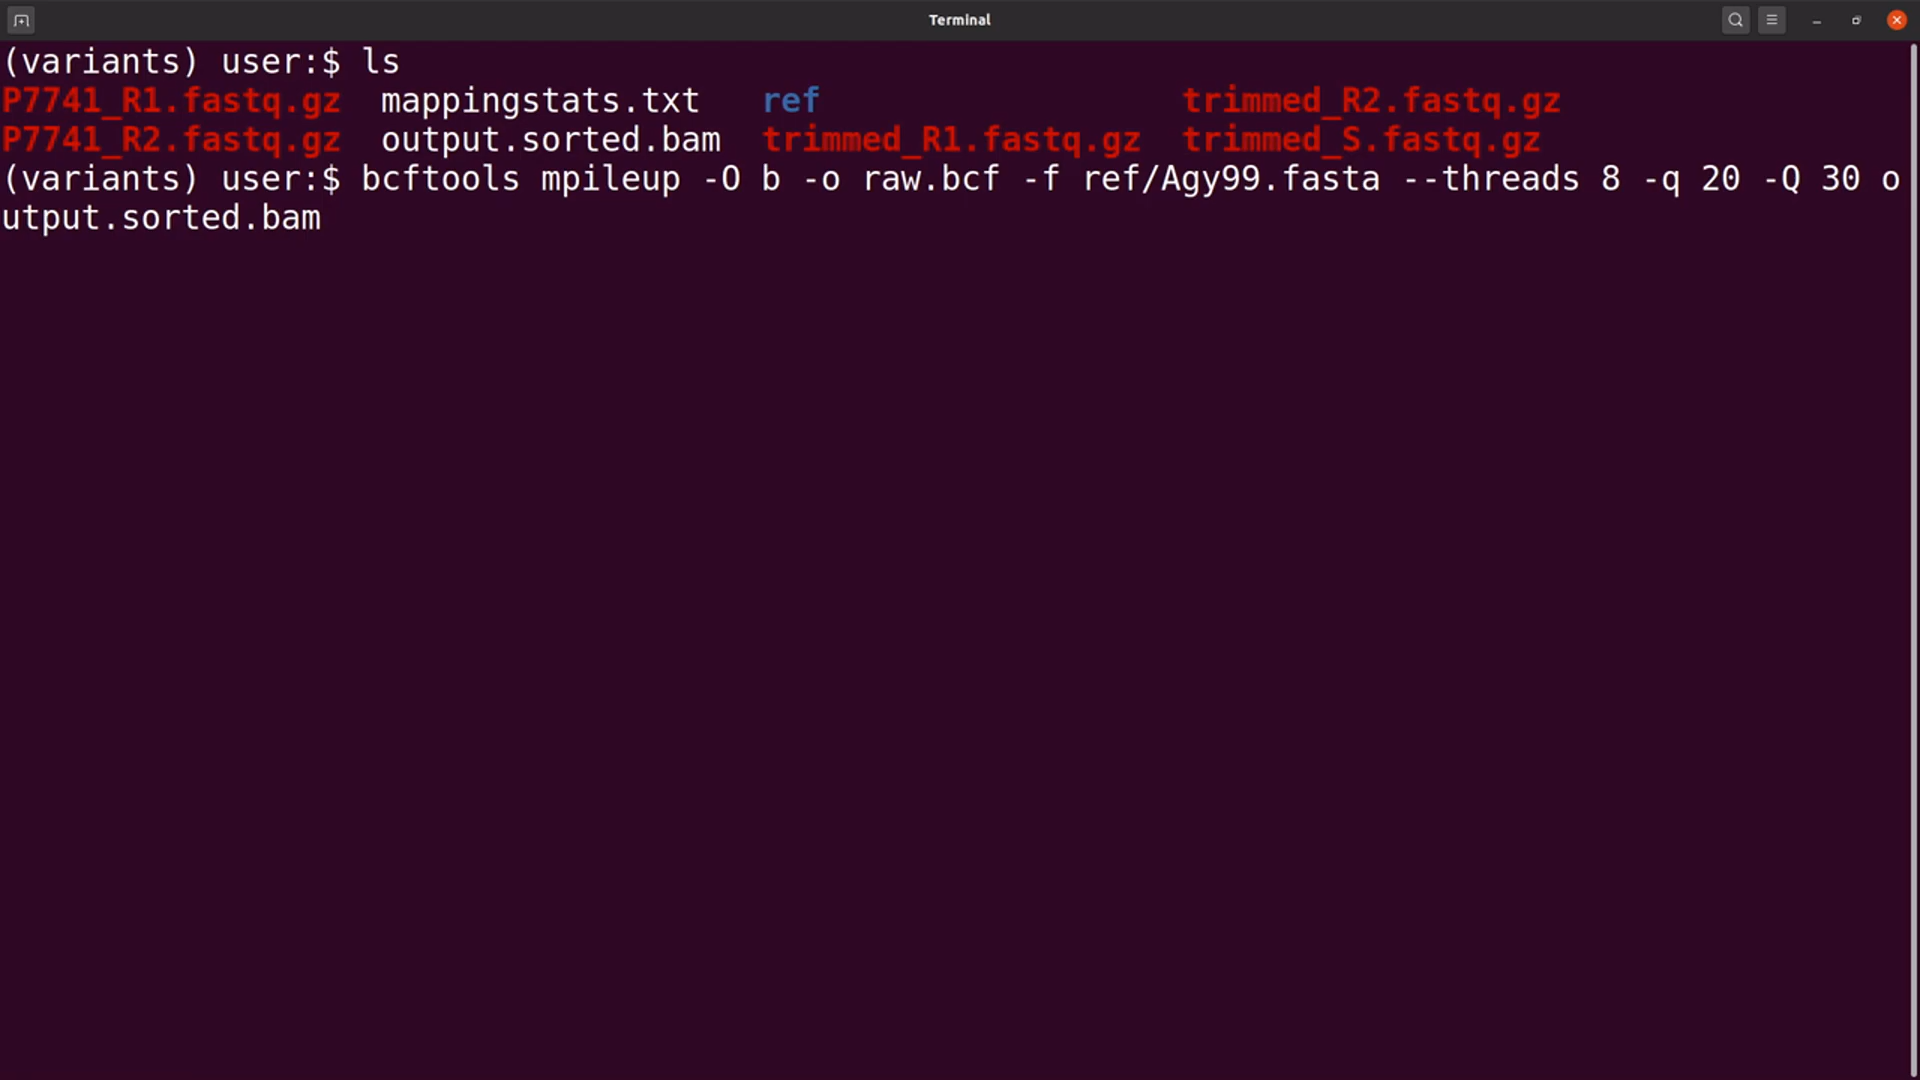 Terminal
(variants) user:$ ls
P7741_R1.fastq.gz  mappingstats.txt   ref                  trimmed_R2.fastq.gz
P7741_R2.fastq.gz  output.sorted.bam  trimmed_R1.fastq.gz  trimmed_S.fastq.gz
(variants) user:$ bcftools mpileup -O b -o raw.bcf -f ref/Agy99.fasta --threads 8 -q 20 -Q 30 o
utput.sorted.bam